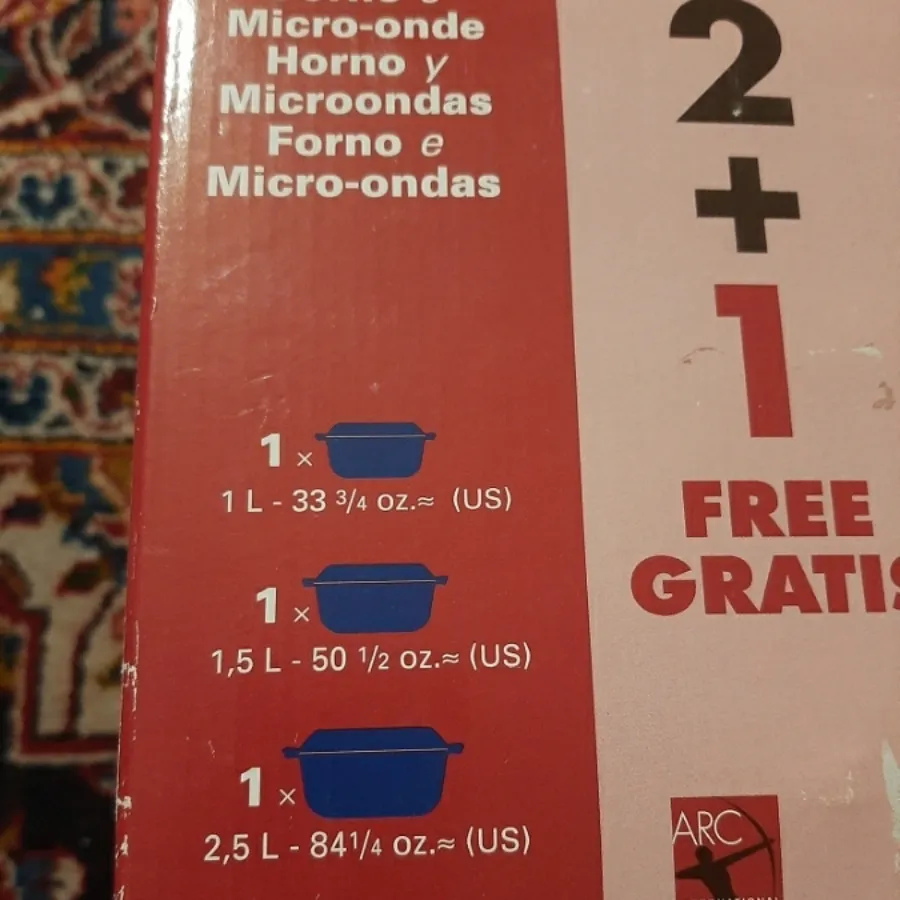 Micro-onde
Horno y
Microondas
Forno e
Micro-ondas
1 ×
1 L - 33 3/4 oz.≈ (US)
1 ×
1,5 L - 50 1/2 oz.≈ (US)
1 ×
2,5 L - 84 1/4 oz.≈ (US)
2
+
1
FREE
GRATIS
ARC